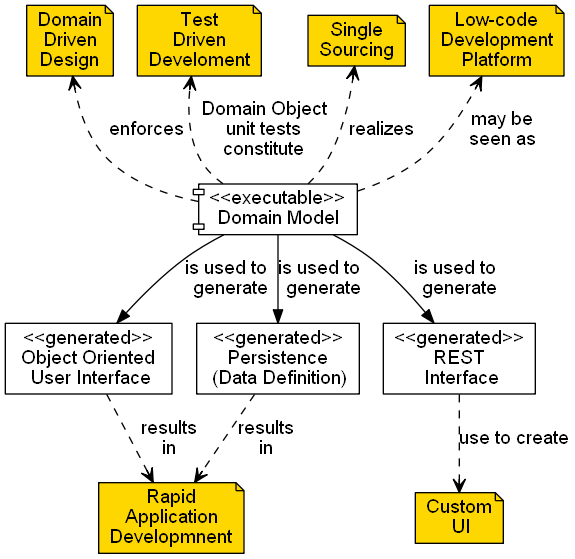 Domain
Driven
Design
Test
Driven
Develoment
Single
Sourcing
Low-code
Development
Platform
enforces
Domain Object
unit tests
constitute
realizes
may be
seen as
<<executable>>
Domain Model
is used to
generate
is used to
generate
is used to
generate
<<generated>>
Object Oriented
User Interface
<<generated>>
Persistence
(Data Definition)
<<generated>>
REST
Interface
results
in
results
in
use to create
Rapid
Application
Developmnent
Custom
UI